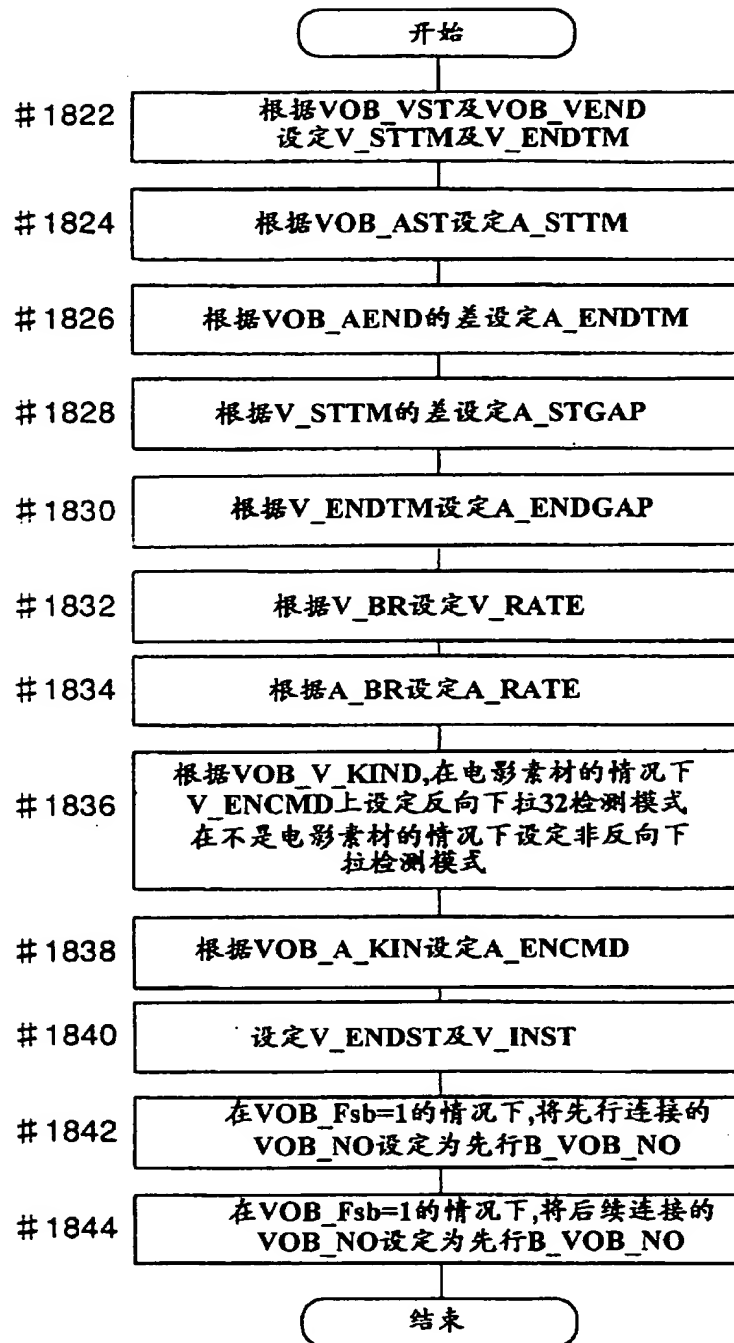 开始
#1822
根据VOB_VST及VOB_VEND
设定V_STTM及V_ENDTM
#1824
根据VOB_AST设定A_STTM
#1826
根据VOB_AEND的差设定A_ENDTM
#1828
根据V_STTM的差设定A_STGAP
#1830
根据V_ENDTM设定A_ENDGAP
#1832
根据V_BR设定V_RATE
#1834
根据A_BR设定A_RATE
#1836
根据VOB_V_KIND,在电影素材的情况下
V_ENCMD上设定反向下拉32检测模式
在不是电影素材的情况下设定非反向下
拉检测模式
#1838
根据VOB_A_KIN设定A_ENCMD
#1840
设定V_ENDST及V_INST
#1842
在VOB_Fsb=1的情况下,将先行连接的
VOB_NO设定为先行B_VOB_NO
#1844
在VOB_Fsb=1的情况下,将后续连接的
VOB_NO设定为先行B_VOB_NO
结束